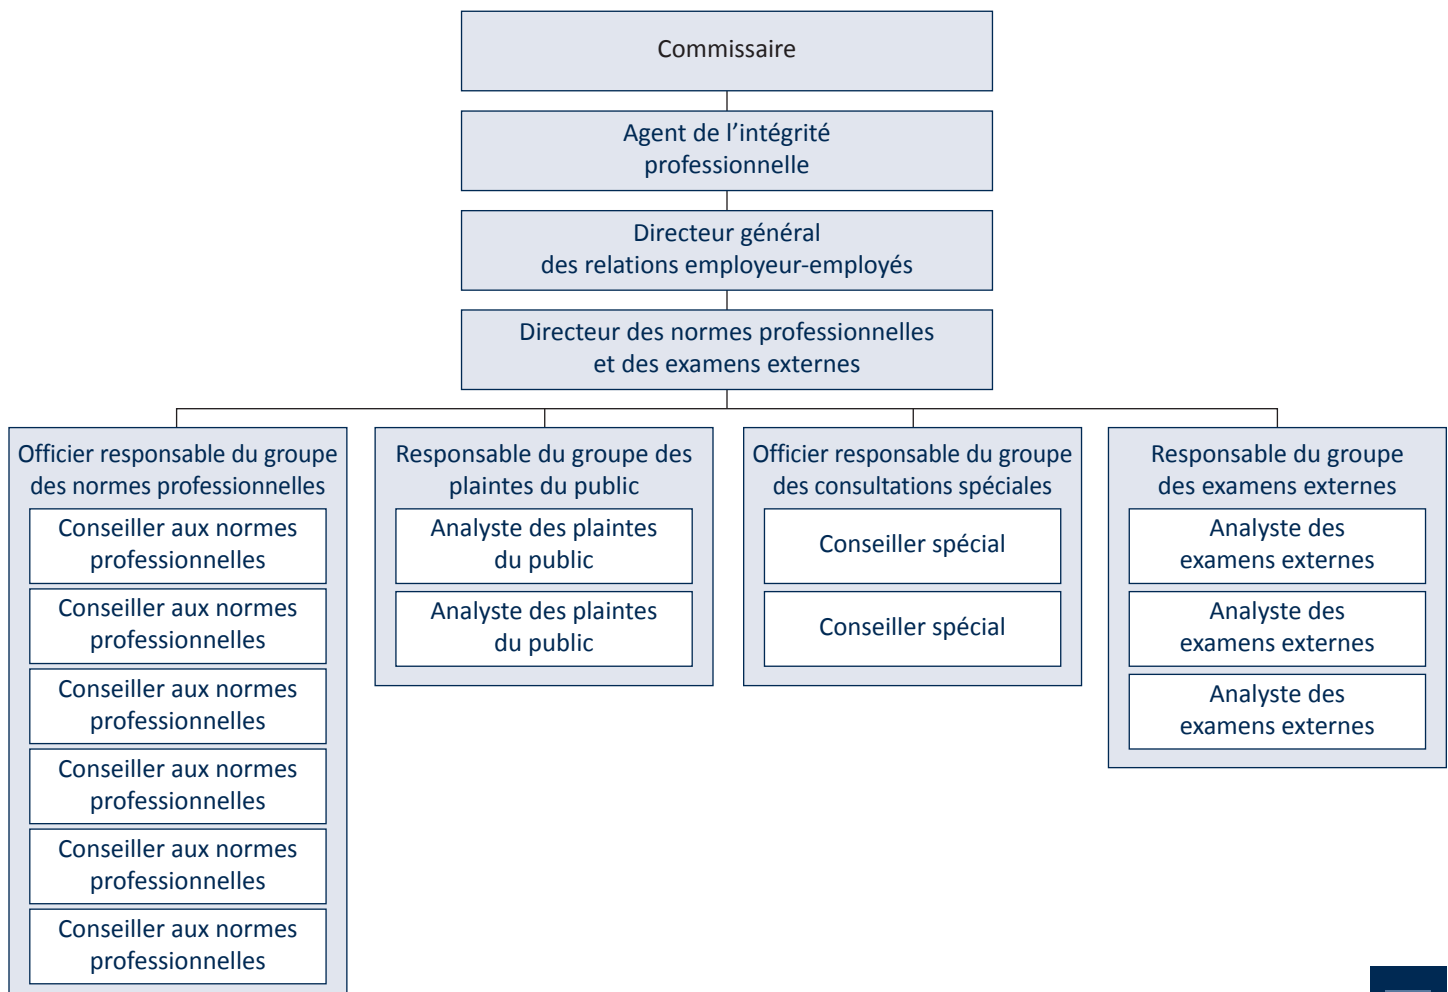 Commissaire
Agent de l’intégrité
professionnelle
Directeur général
des relations employeur-employés
Directeur des normes professionnelles
et des examens externes
Officier responsable du groupe
des normes professionnelles
Conseiller aux normes
professionnelles
Conseiller aux normes
professionnelles
Conseiller aux normes
professionnelles
Conseiller aux normes
professionnelles
Conseiller aux normes
professionnelles
Conseiller aux normes
professionnelles
Responsable du groupe des
plaintes du public
Analyste des plaintes
du public
Analyste des plaintes
du public
Officier responsable du groupe
des consultations spéciales
Conseiller spécial
Conseiller spécial
Responsable du groupe
des examens externes
Analyste des
examens externes
Analyste des
examens externes
Analyste des
examens externes